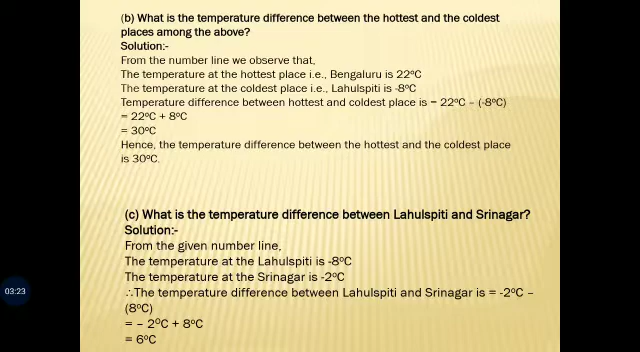 (b) What is the temperature difference between the hottest and the coldest
places among the above?
Solution:-
From the number line we observe that,
The temperature at the hottest place i.e., Bengaluru is 22ºC
The temperature at the coldest place i.e., Lahulspiti is -8ºC
Temperature difference between hottest and coldest place is = 22ºC – (-8ºC)
= 22ºC + 8ºC
= 30ºC
Hence, the temperature difference between the hottest and the coldest place
is 30ºC.
(c) What is the temperature difference between Lahulspiti and Srinagar?
Solution:-
From the given number line,
The temperature at the Lahulspiti is -8ºC
The temperature at the Srinagar is -2ºC
∴The temperature difference between Lahulspiti and Srinagar is = -2ºC –
(8ºC)
= – 2ºC + 8ºC
= 6ºC
03:23